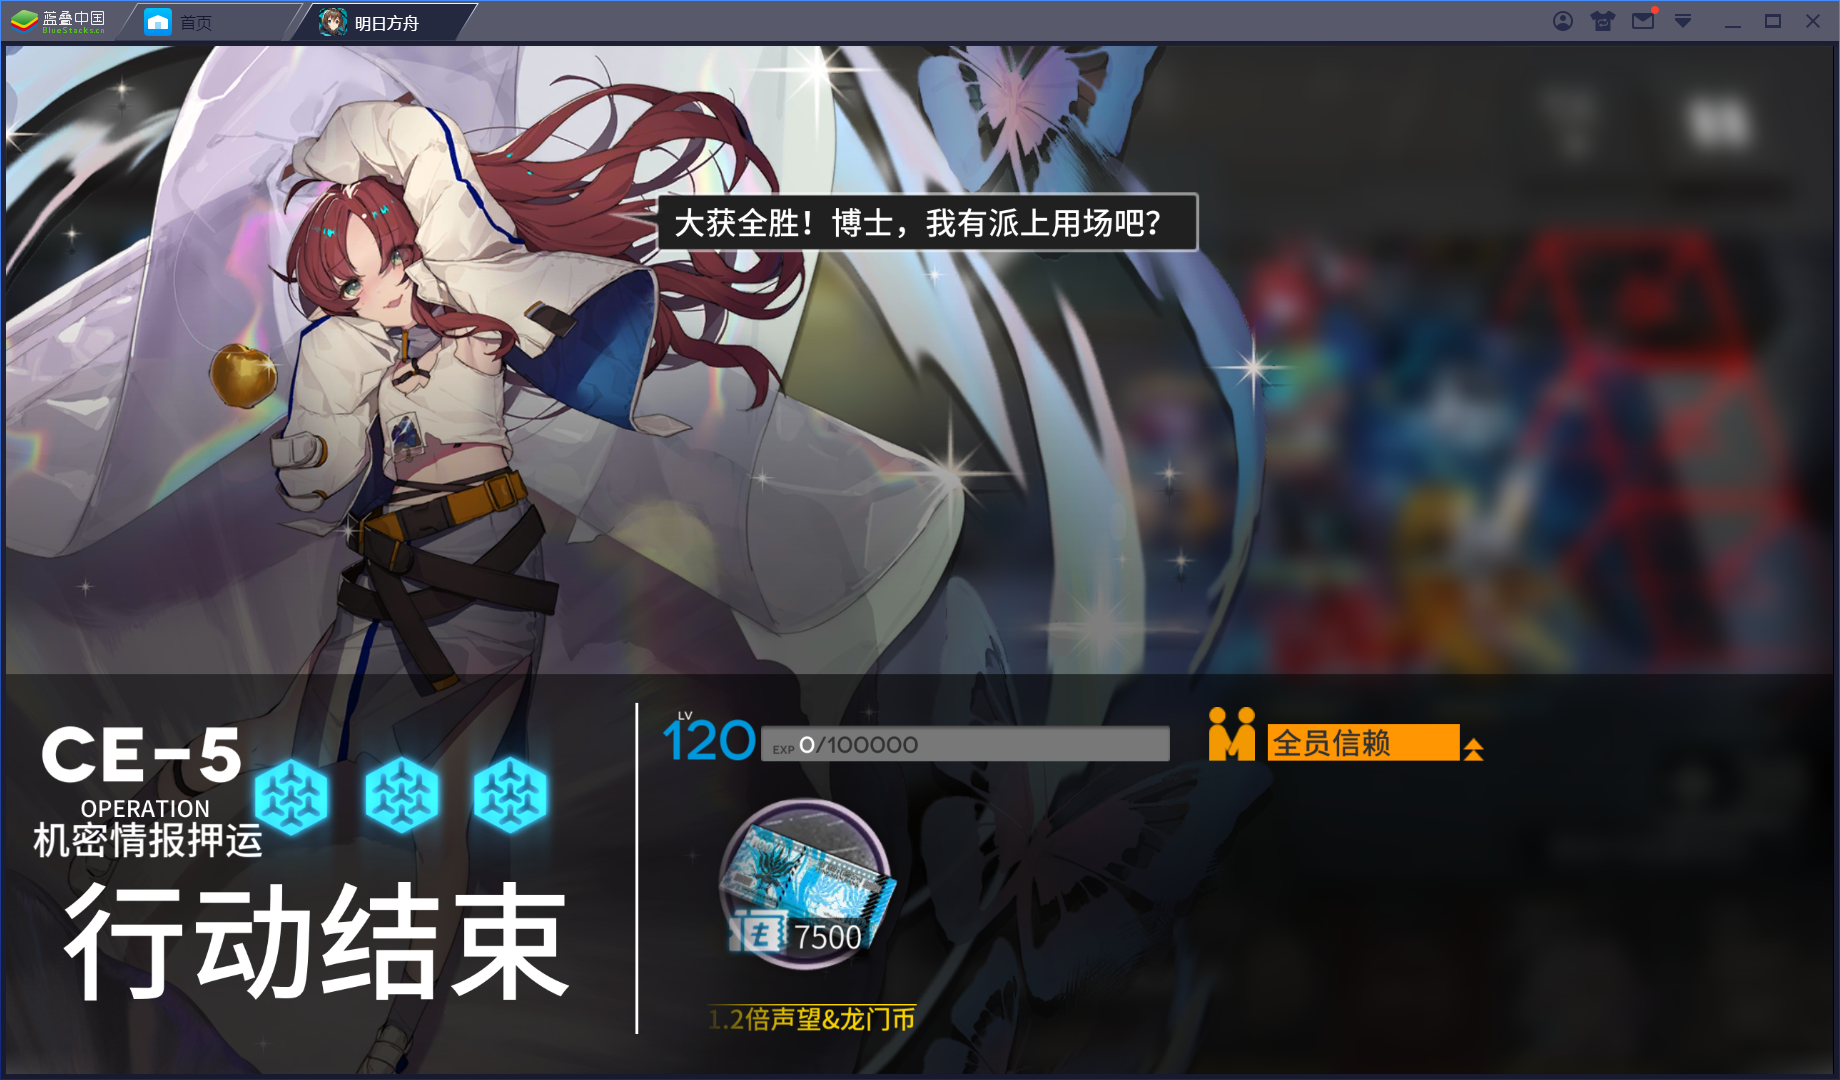 蓝叠中国
BlueStacks.cn
首页
明日方舟
大获全胜！博士，我有派上用场吧？
CE-5
OPERATION
机密情报押运
行动结束
LV
120
EXP 0/100000
全员信赖
7500
1.2倍声望&龙门币